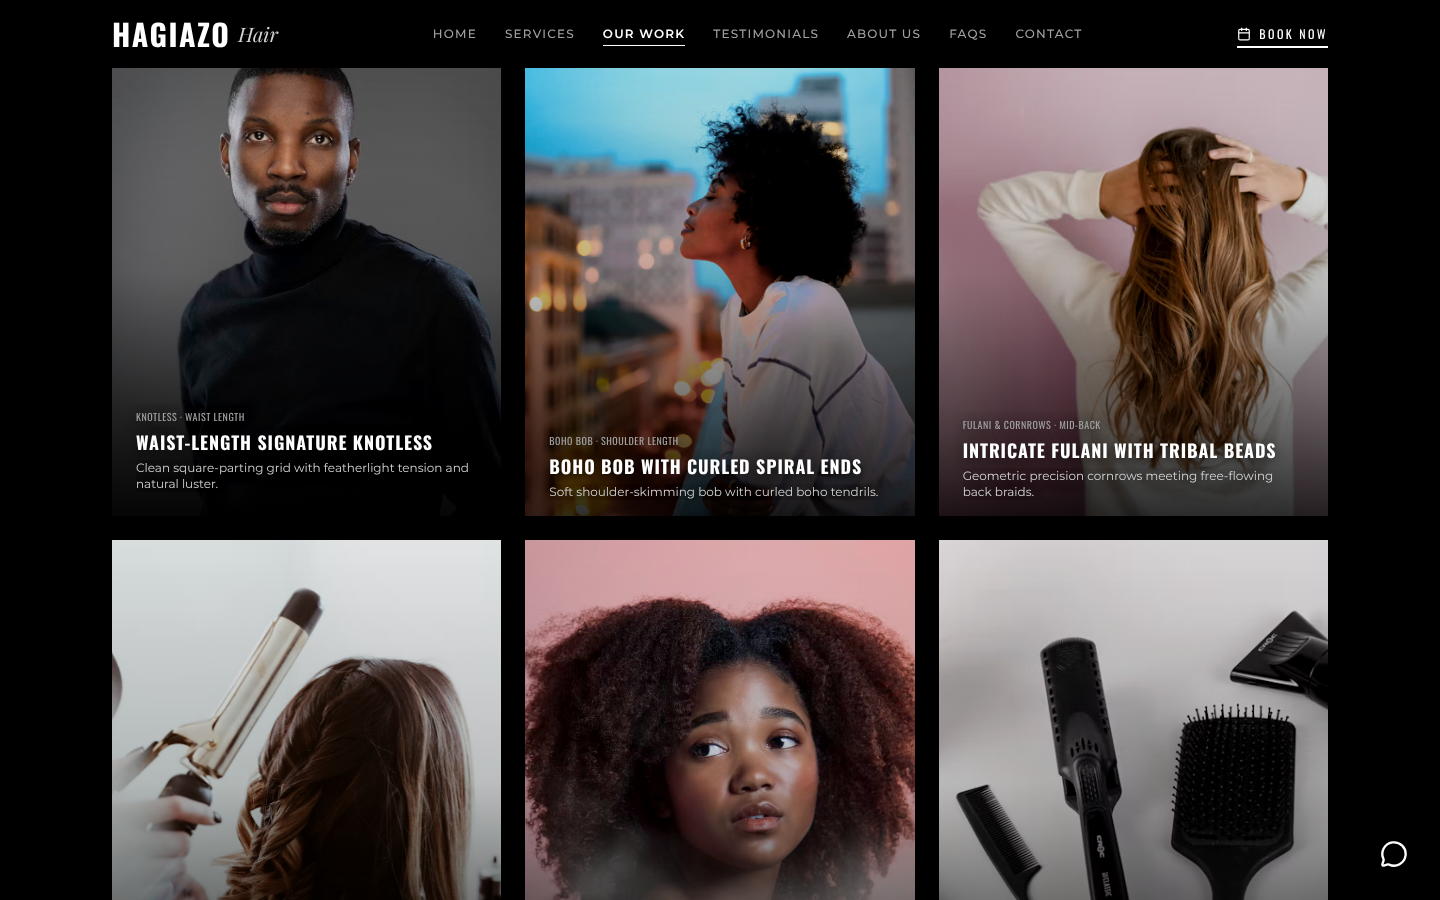 HAGIAZO Hair
HOME
SERVICES
OUR WORK
TESTIMONIALS
ABOUT US
FAQS
CONTACT
BOOK NOW
KNOTLESS · WAIST LENGTH
WAIST-LENGTH SIGNATURE KNOTLESS
Clean square-parting grid with featherlight tension and
natural luster.
BOHO BOB · SHOULDER LENGTH
BOHO BOB WITH CURLED SPIRAL ENDS
Soft shoulder-skimming bob with curled boho tendrils.
FULANI & CORNROWS · MID-BACK
INTRICATE FULANI WITH TRIBAL BEADS
Geometric precision cornrows meeting free-flowing
back braids.